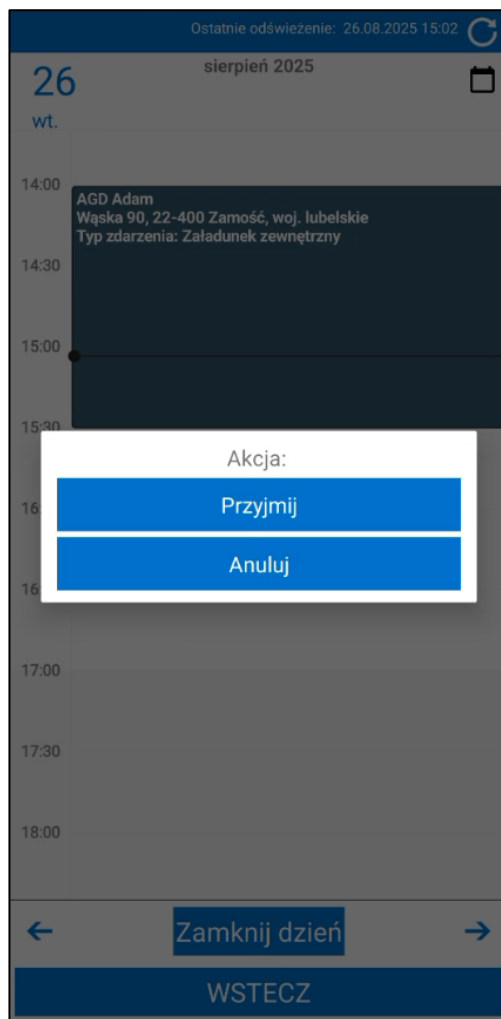 Ostatnie odświeżenie: 26.08.2025 15:02
sierpień 2025
26
wt.
14:00
AGD Adam
Wąska 90, 22-400 Zamość, woj. lubelskie
Typ zdarzenia: Załadunek zewnętrzny
14:30
15:00
15:30
Akcja:
Przyjmij
Anuluj
17:00
17:30
18:00
Zamknij dzień
WSTECZ